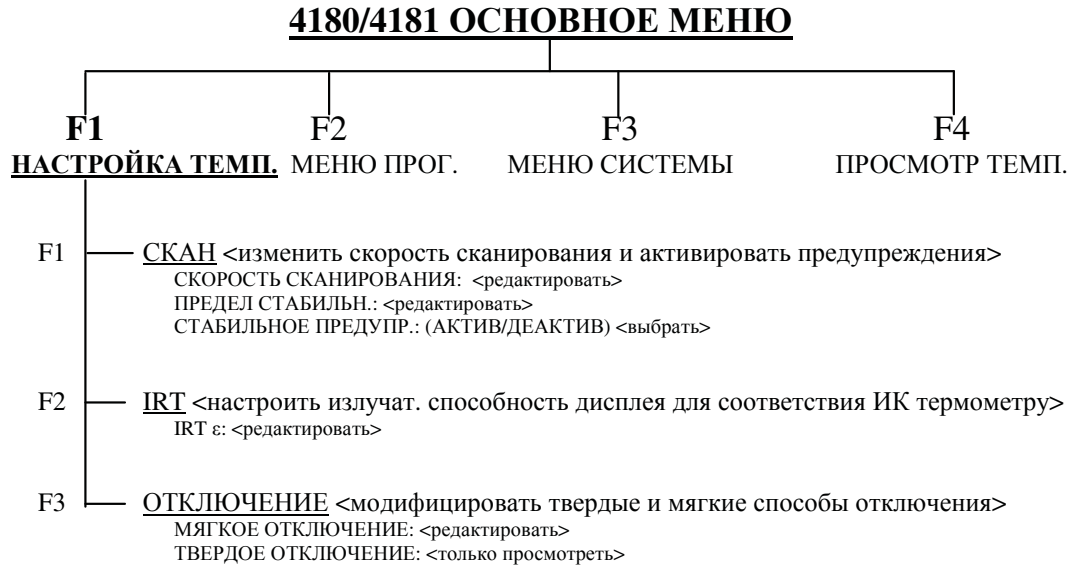 4180/4181 ОСНОВНОЕ МЕНЮ
F1 F2 F3 F4
НАСТРОЙКА ТЕМП. МЕНЮ ПРОГ. МЕНЮ СИСТЕМЫ ПРОСМОТР ТЕМП.
F1 СКАН <изменить скорость сканирования и активировать предупреждения>
СКОРОСТЬ СКАНИРОВАНИЯ: <редактировать>
ПРЕДЕЛ СТАБИЛЬН.: <редактировать>
СТАБИЛЬНОЕ ПРЕДУПР.: (АКТИВ/ДЕАКТИВ) <выбрать>
F2 IRT <настроить излучат. способность дисплея для соответствия ИК термометру>
IRT ε: <редактировать>
F3 ОТКЛЮЧЕНИЕ <модифицировать твердые и мягкие способы отключения>
МЯГКОЕ ОТКЛЮЧЕНИЕ: <редактировать>
ТВЕРДОЕ ОТКЛЮЧЕНИЕ: <только просмотреть>